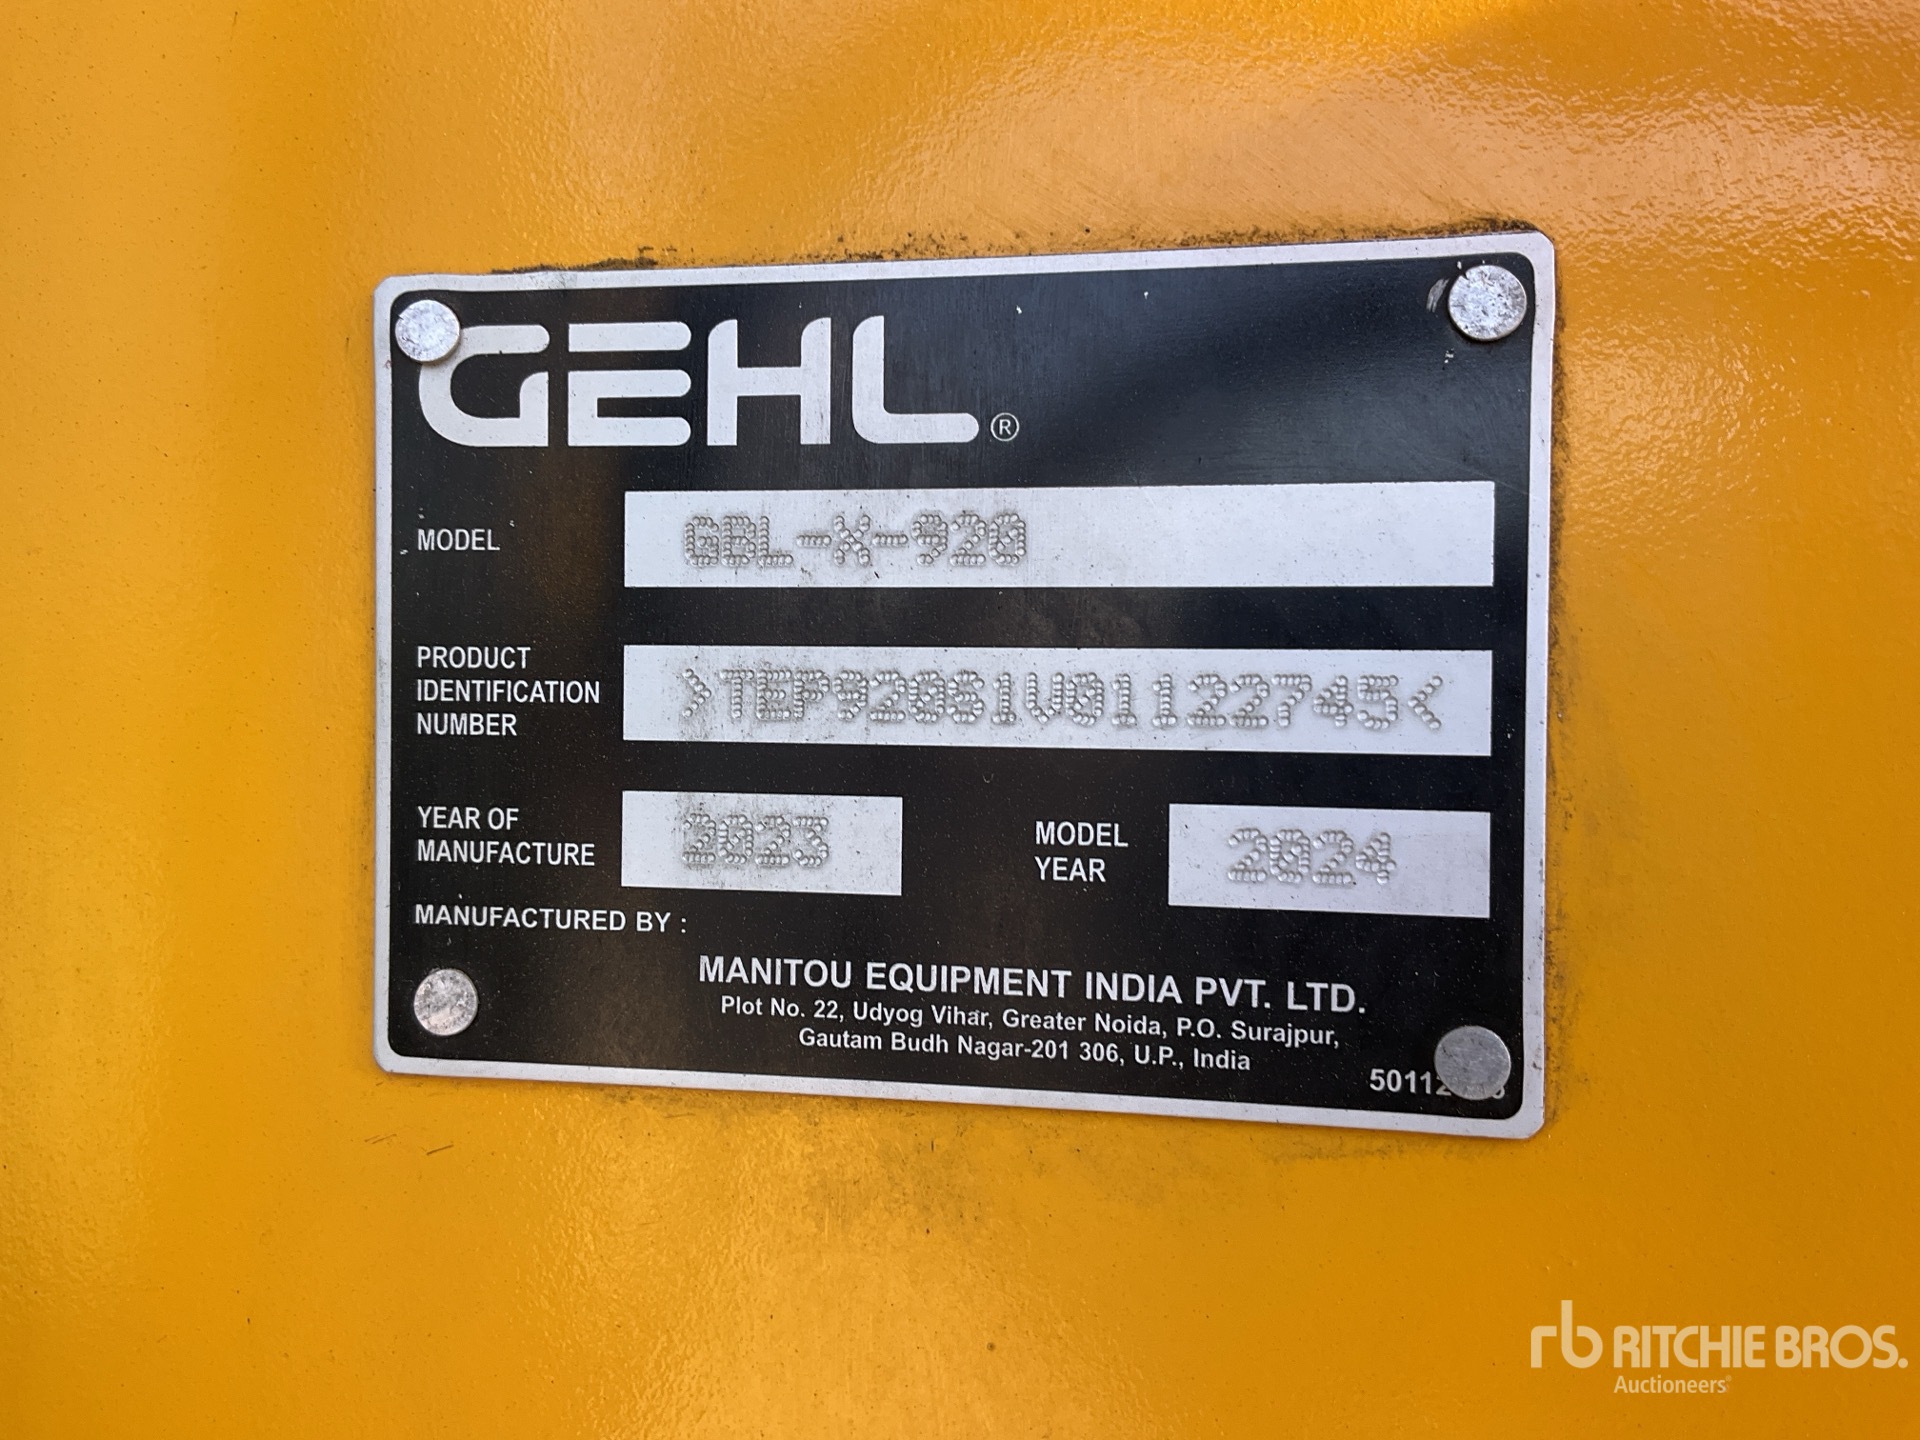 GEHL®
MODEL GBL-X-920
PRODUCT
IDENTIFICATION >TEP920S1V01122745<
NUMBER
YEAR OF
MANUFACTURE 2023
MODEL
YEAR 2024
MANUFACTURED BY :
MANITOU EQUIPMENT INDIA PVT. LTD.
Plot No. 22, Udyog Vihar, Greater Noida, P.O. Surajpur,
Gautam Budh Nagar-201 306, U.P., India
rb RITCHIE BROS.
Auctioneers